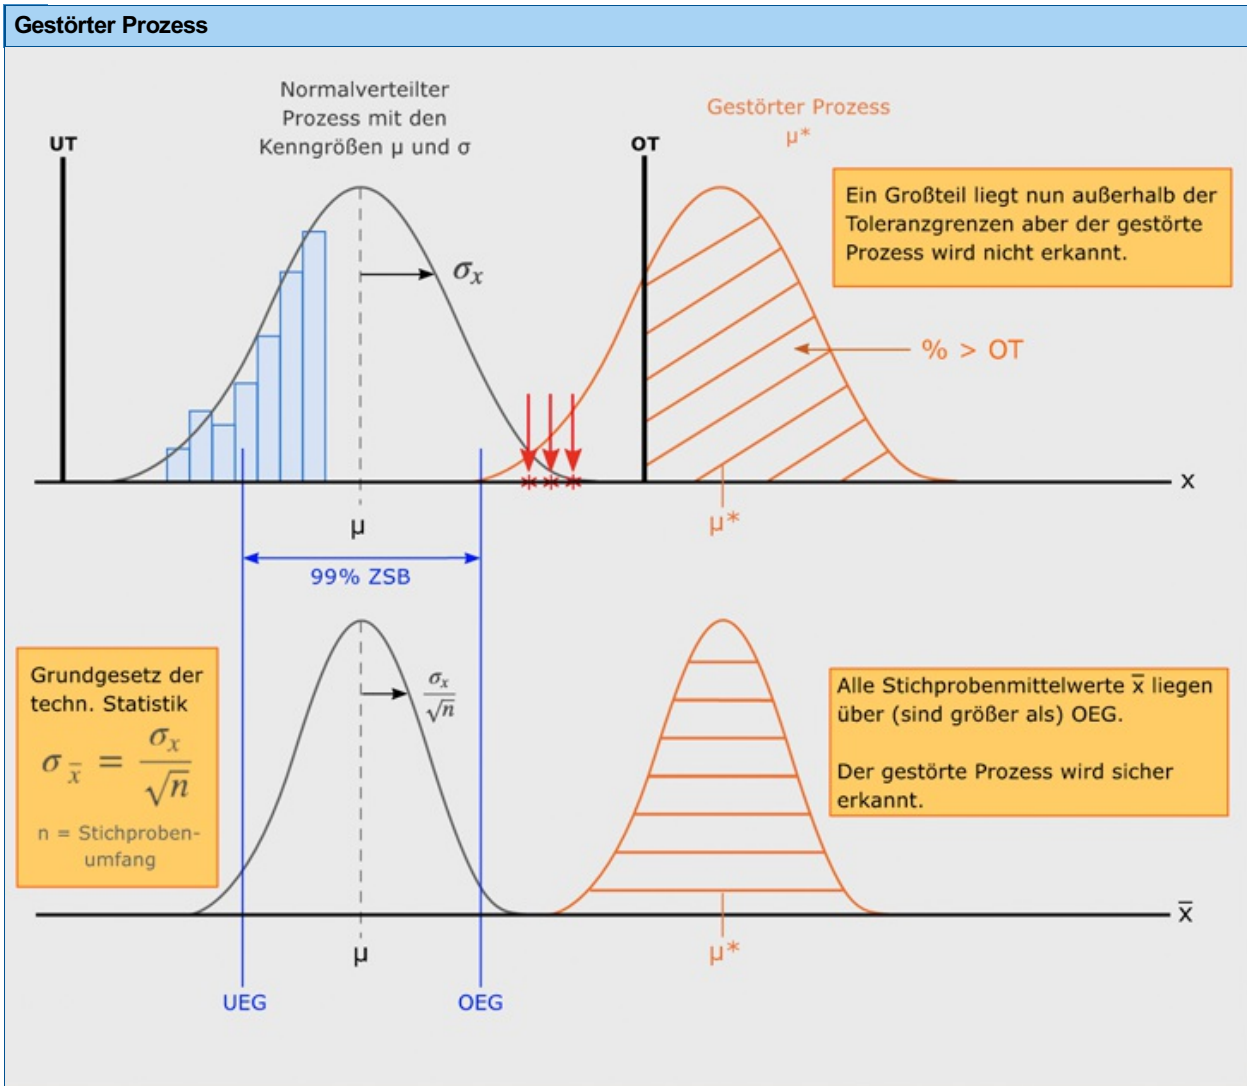 Gestörter Prozess
Normalverteilter
Prozess mit den
Kenngrößen μ und σ
Gestörter Prozess
μ*
UT
OT
Ein Großteil liegt nun außerhalb der
Toleranzgrenzen aber der gestörte
Prozess wird nicht erkannt.
σx
% > OT
x
μ
μ*
99% ZSB
Grundgesetz der
techn. Statistik
σx̅ = σx/√n
n = Stichproben-
umfang
σx/√n
Alle Stichprobenmittelwerte x̅ liegen
über (sind größer als) OEG.
Der gestörte Prozess wird sicher
erkannt.
x̅
μ
μ*
UEG
OEG